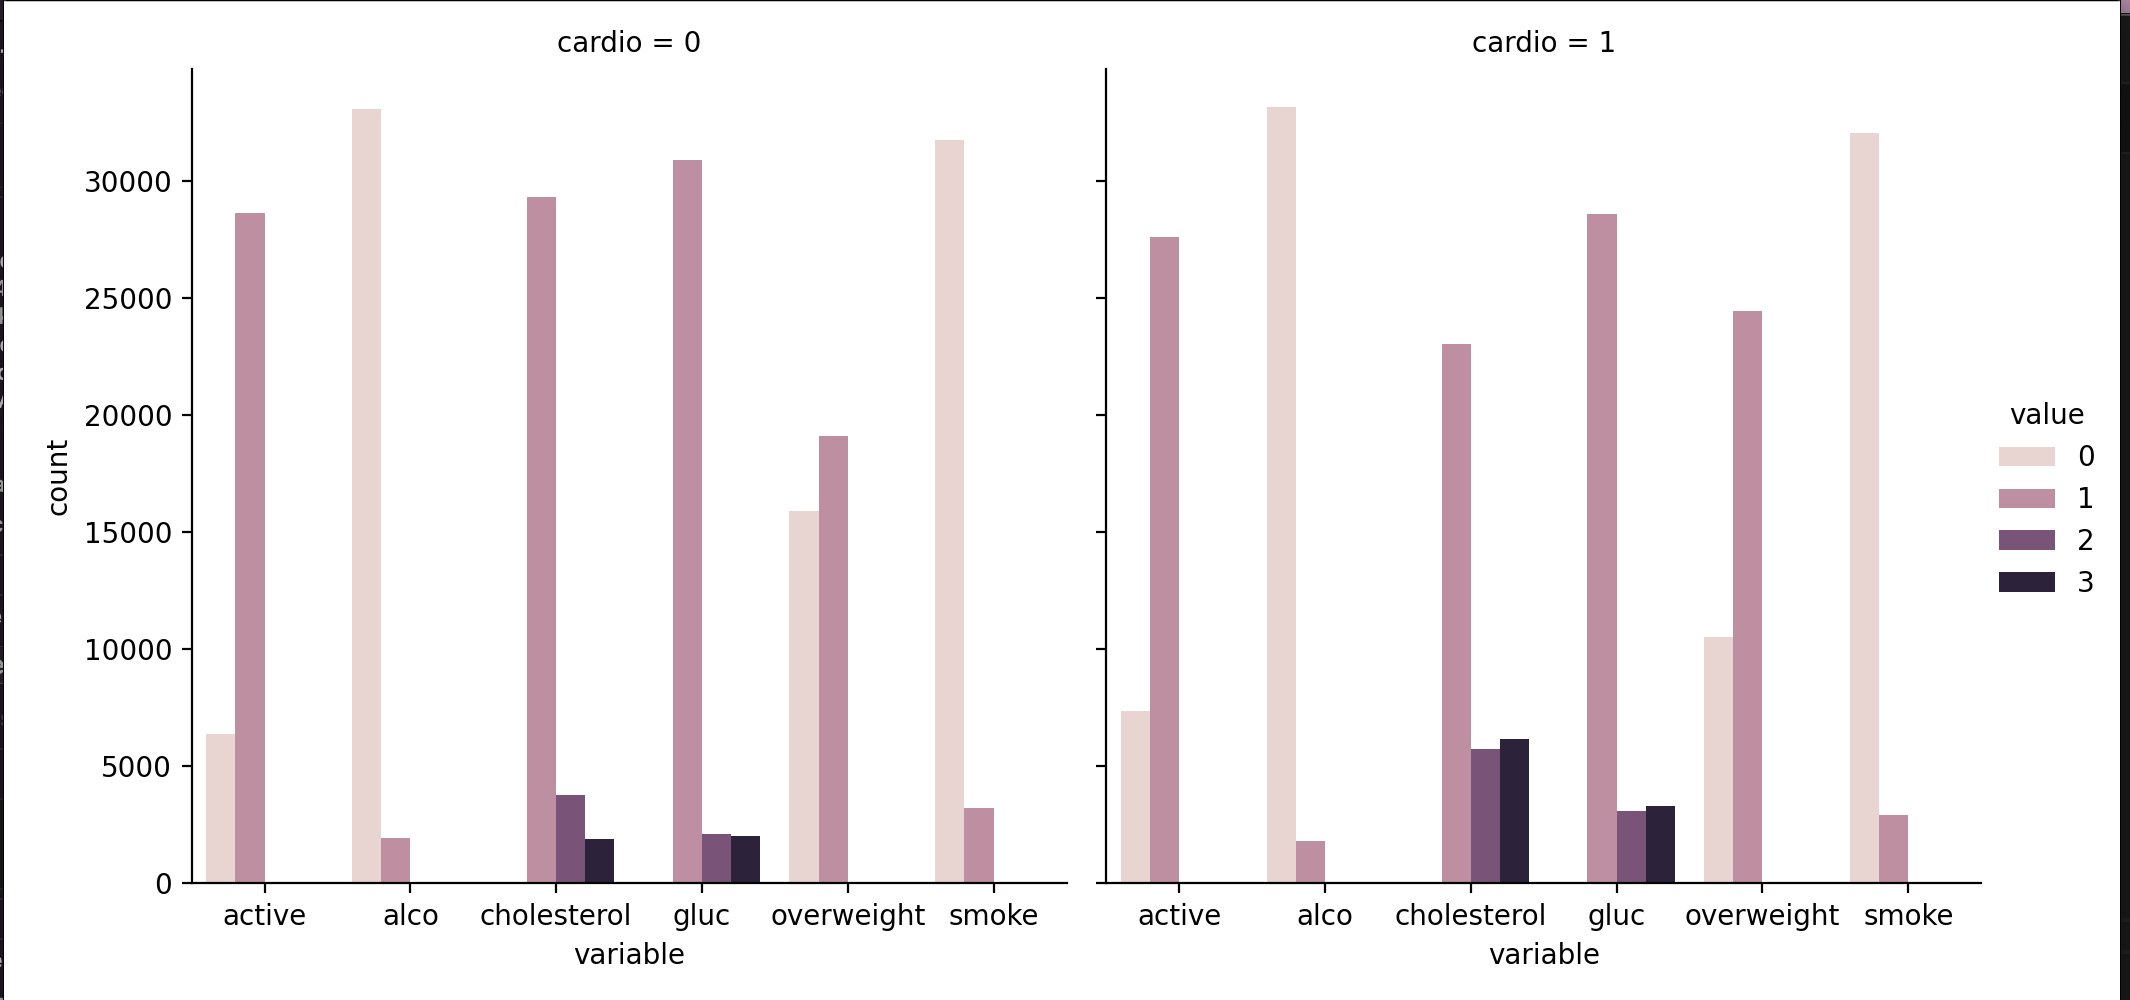 cardio = 0
cardio = 1
30000
25000
20000
15000
10000
5000
0
count
active alco cholesterol gluc overweight smoke
variable
active alco cholesterol gluc overweight smoke
variable
value
0
1
2
3